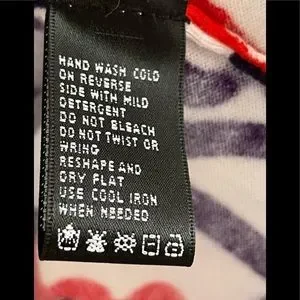 HAND WASH COLD
ON REVERSE
SIDE WITH MILD
DETERGENT
DO NOT BLEACH
DO NOT TWIST OR
WRING
RESHAPE AND
DRY FLAT
USE COOL IRON
WHEN NEEDED